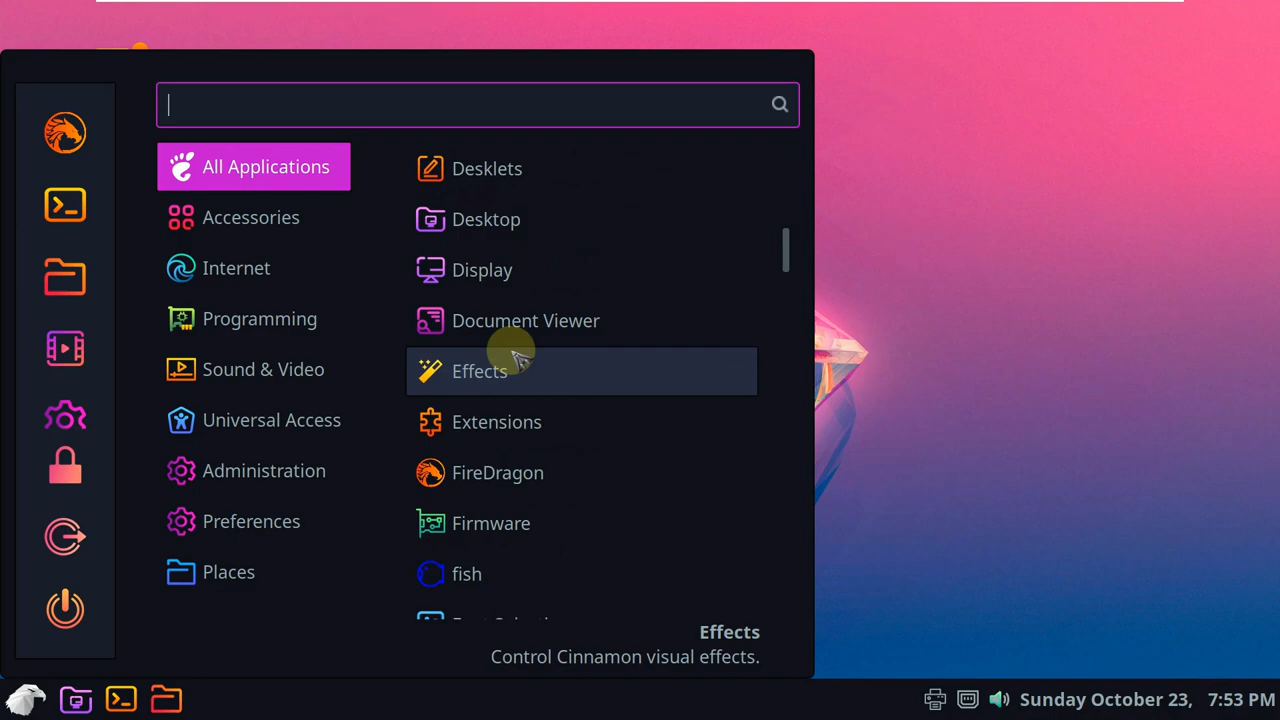 All Applications
Accessories
Internet
Programming
Sound & Video
Universal Access
Administration
Preferences
Places
Desklets
Desktop
Display
Document Viewer
Effects
Extensions
FireDragon
Firmware
fish
Effects
Control Cinnamon visual effects.
Sunday October 23, 7:53 PM